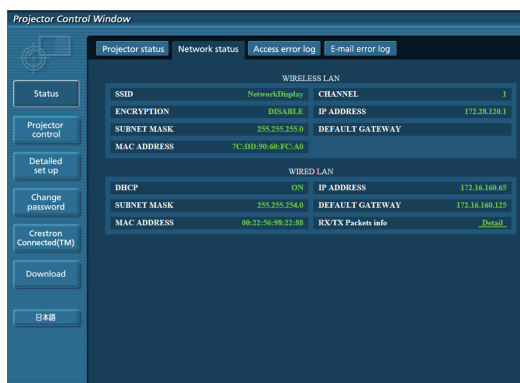 Projector Control Window
Projector status Network status Access error log E-mail error log
Status
Projector control
Detailed set up
Change password
Crestron Connected(TM)
Download
日本語
WIRELESS LAN
SSID NetworkDisplay CHANNEL 1
ENCRYPTION DISABLE IP ADDRESS 172.28.120.1
SUBNET MASK 255.255.255.0 DEFAULT GATEWAY
MAC ADDRESS 7C:DD:90:60:FC:A0
WIRED LAN
DHCP ON IP ADDRESS 172.16.160.65
SUBNET MASK 255.255.254.0 DEFAULT GATEWAY 172.16.160.125
MAC ADDRESS 00:22:56:98:22:88 RX/TX Packets info Detail